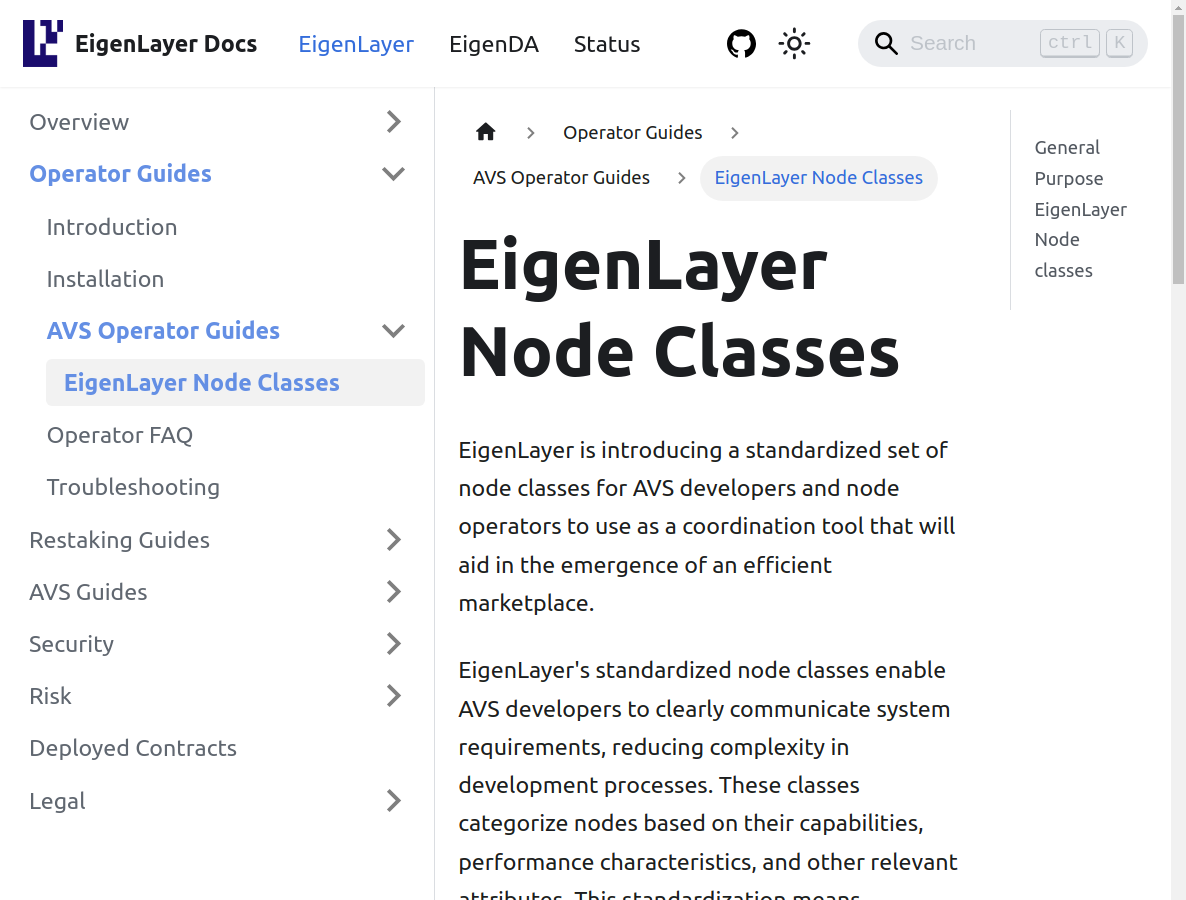 EigenLayer Docs
EigenLayer
EigenDA
Status
Search
ctrl
K
Overview
Operator Guides
Introduction
Installation
AVS Operator Guides
EigenLayer Node Classes
Operator FAQ
Troubleshooting
Restaking Guides
AVS Guides
Security
Risk
Deployed Contracts
Legal
Operator Guides
AVS Operator Guides
EigenLayer Node Classes
EigenLayer
Node Classes
EigenLayer is introducing a standardized set of
node classes for AVS developers and node
operators to use as a coordination tool that will
aid in the emergence of an efficient
marketplace.
EigenLayer's standardized node classes enable
AVS developers to clearly communicate system
requirements, reducing complexity in
development processes. These classes
categorize nodes based on their capabilities,
performance characteristics, and other relevant
attributes. This standardization means
General
Purpose
EigenLayer
Node
classes